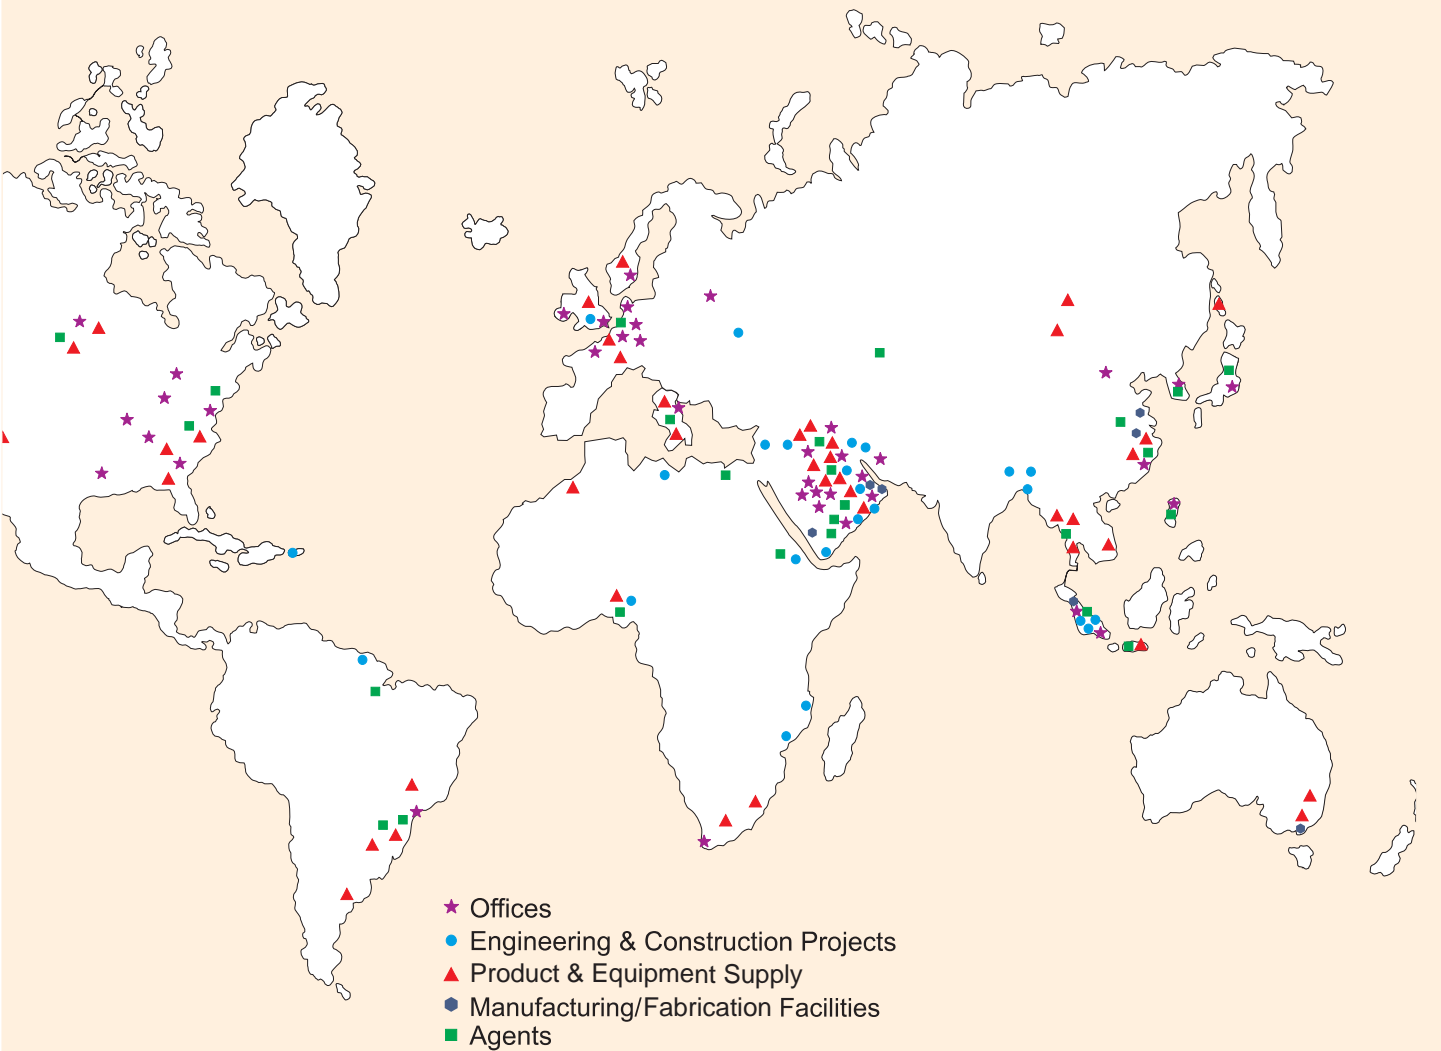 Offices
Engineering & Construction Projects
Product & Equipment Supply
Manufacturing/Fabrication Facilities
Agents